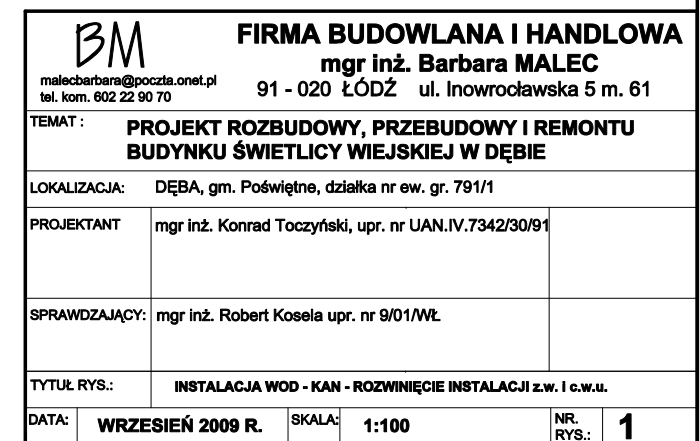 BM
FIRMA BUDOWLANA I HANDLOWA
mgr inż. Barbara MALEC
malecbarbara@poczta.onet.pl
tel. kom. 602 22 90 70
91 - 020 ŁÓDŹ ul. Inowrocławska 5 m. 61
TEMAT :
PROJEKT ROZBUDOWY, PRZEBUDOWY I REMONTU
BUDYNKU ŚWIETLICY WIEJSKIEJ W DĘBIE
LOKALIZACJA: DĘBA, gm. Poświętne, działka nr ew. gr. 791/1
PROJEKTANT mgr inż. Konrad Toczyński, upr. nr UAN.IV.7342/30/91
SPRAWDZAJĄCY: mgr inż. Robert Kosela upr. nr 9/01/WŁ
TYTUŁ RYS.: INSTALACJA WOD - KAN - ROZWINIĘCIE INSTALACJI z.w. i c.w.u.
DATA: WRZESIEŃ 2009 R. SKALA: 1:100 NR. RYS.: 1